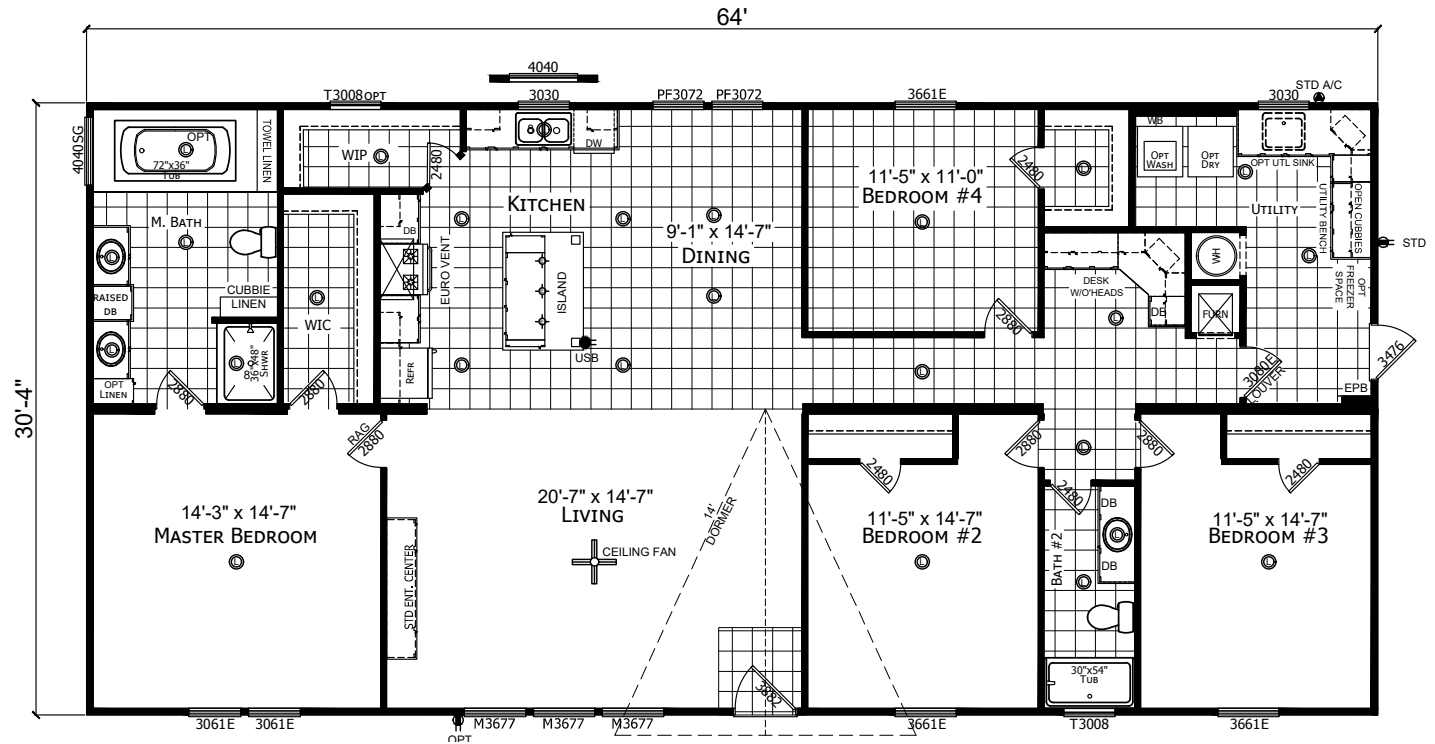 64'
4040
T3008 OPT
3030
PF3072
PF3072
3661E
3030
STD A/C
4040SG
OPT
72"x36"
TUB
TOWEL LINEN
WIP
2480
DW
11'-5" x 11'-0"
BEDROOM #4
2480
WB
OPT
WASH
OPT
DRY
OPT UTL SINK
UTILITY
UTILITY BENCH
OPEN CUBBIES
STD
OPT
FREEZER
SPACE
M. BATH
KITCHEN
9'-1" x 14'-7"
DINING
DB
EURO VENT
ISLAND
USB
REFR
RAISED
DB
CUBBIE
LINEN
WIC
36"x48"
SHWR
OPT
LINEN
2880
2880
2880
DESK
W/O'HEADS
DB
WH
FURN
3080E
LOUVER
3476
EPB
30'-4"
RAG
2880
14'-3" x 14'-7"
MASTER BEDROOM
20'-7" x 14'-7"
LIVING
CEILING FAN
STD ENT. CENTER
14'
DORMER
2480
2880
11'-5" x 14'-7"
BEDROOM #2
2480
DB
DB
BATH #2
30"x54"
TUB
2880
2480
11'-5" x 14'-7"
BEDROOM #3
3882
3061E
3061E
OPT
M3677
M3677
M3677
3661E
T3008
3661E